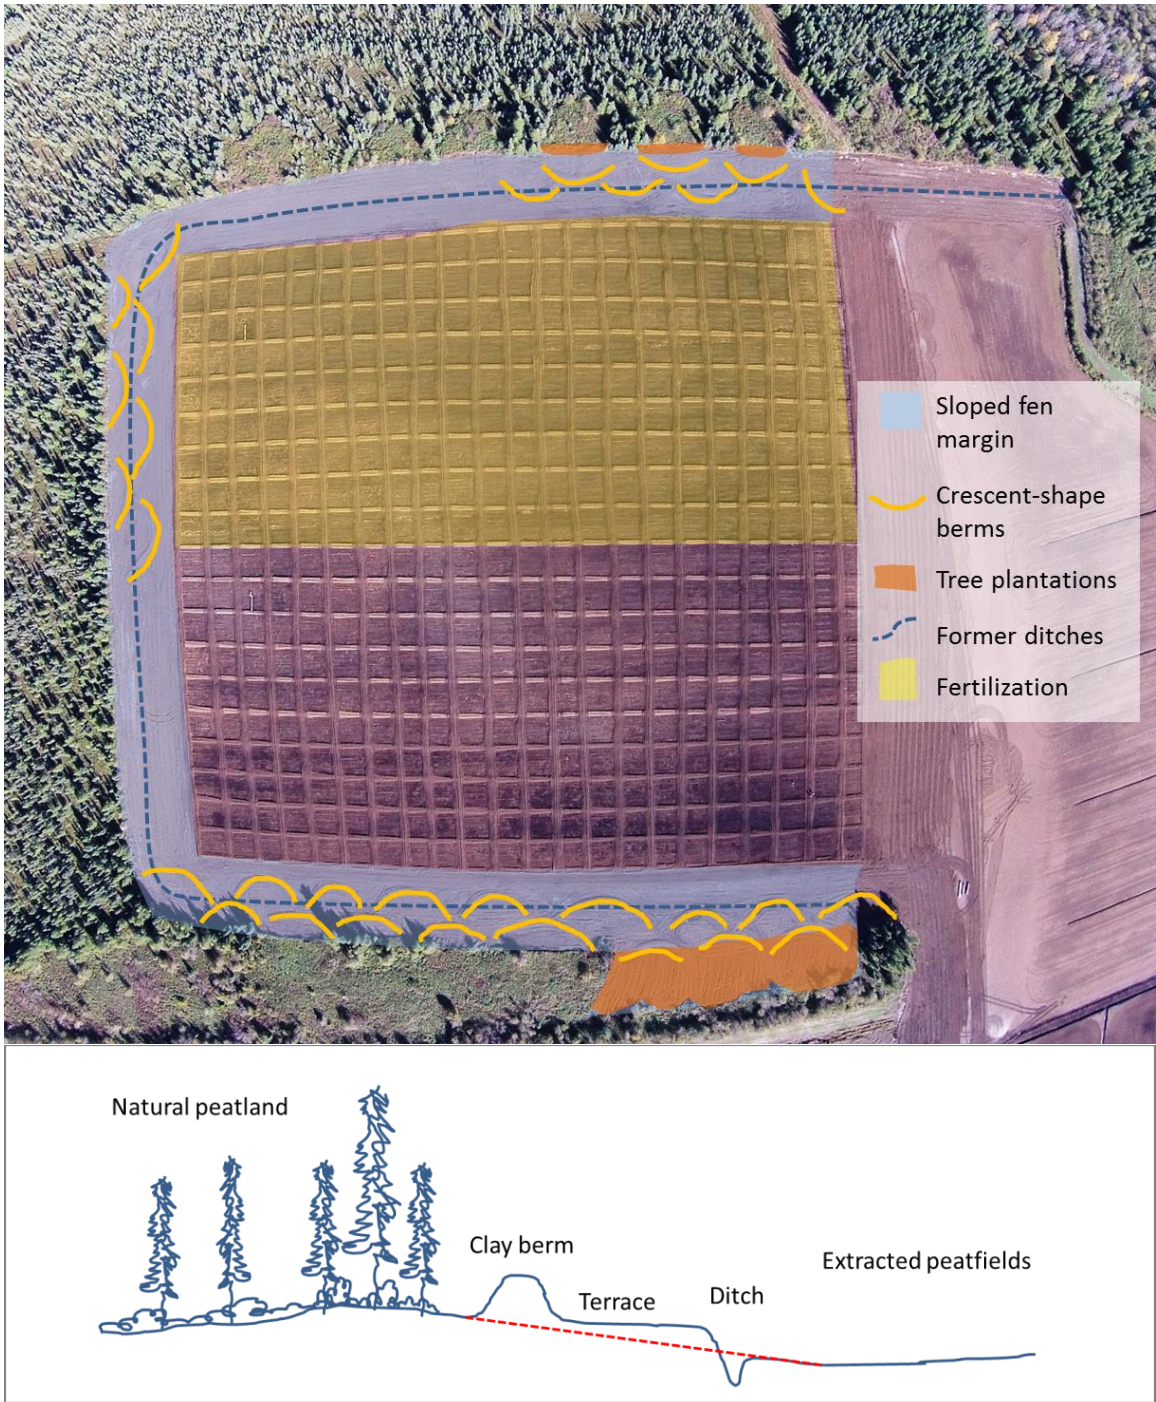 Sloped fen
margin
Crescent-shape
berms
Tree plantations
Former ditches
Fertilization
Natural peatland
Clay berm
Extracted peatfields
Terrace
Ditch